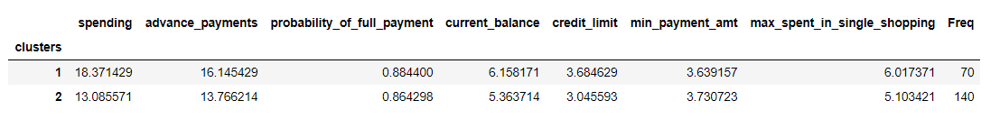 spending advance_payments probability_of_full_payment current_balance credit_limit min_payment_amt max_spent_in_single_shopping Freq
clusters
1 18.371429 16.145429 0.884400 6.158171 3.684629 3.639157 6.017371 70
2 13.085571 13.766214 0.864298 5.363714 3.045593 3.730723 5.103421 140